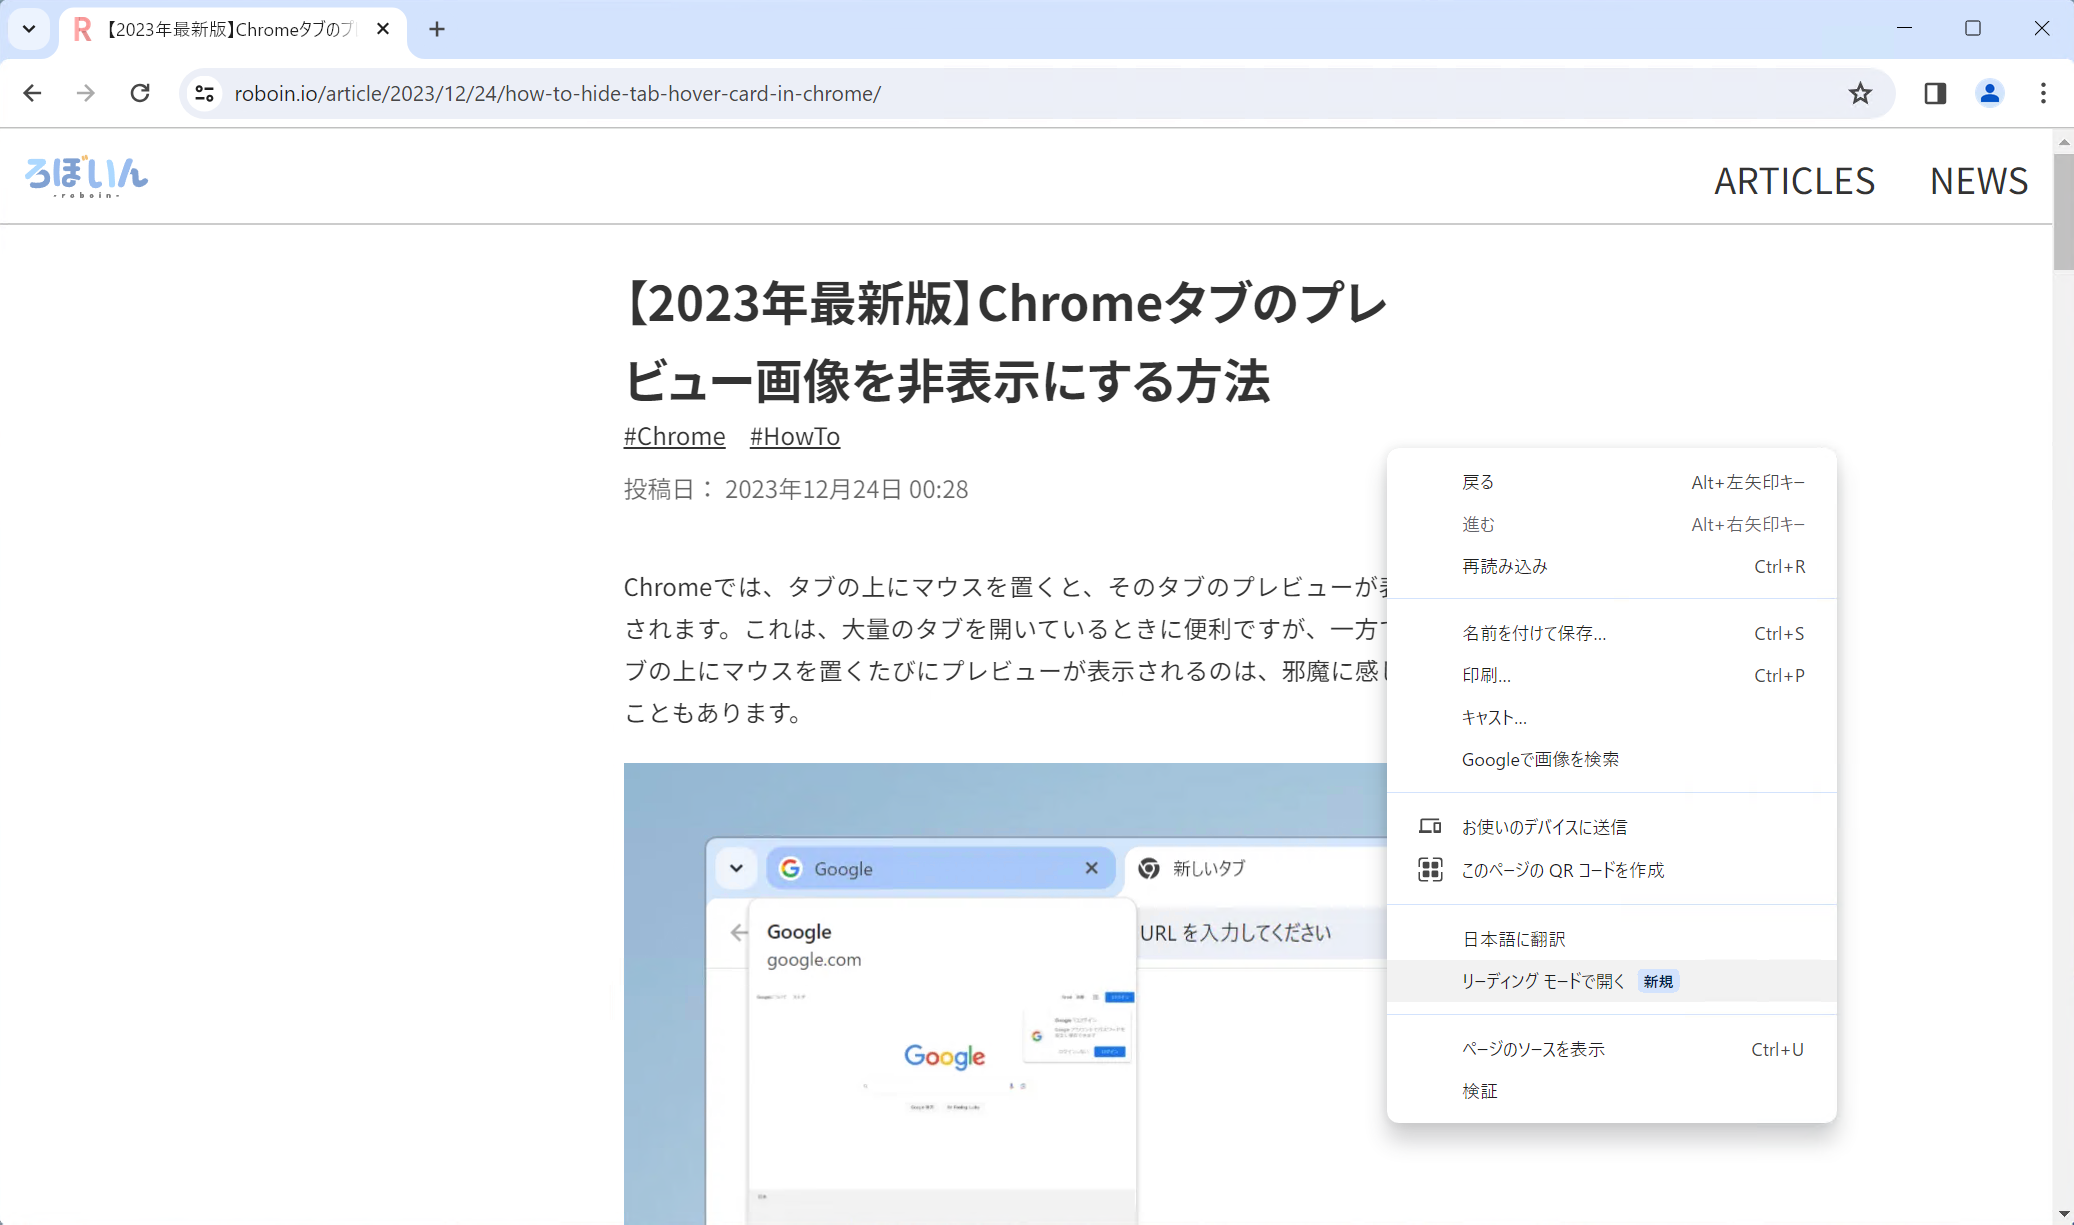 【2023年最新版】Chromeタブのプ
roboin.io/article/2023/12/24/how-to-hide-tab-hover-card-in-chrome/
ろぼいん
-roboin-
ARTICLES NEWS
【2023年最新版】Chromeタブのプレ
ビュー画像を非表示にする方法
#Chrome #HowTo
投稿日： 2023年12月24日 00:28
Chromeでは、タブの上にマウスを置くと、そのタブのプレビューが
されます。これは、大量のタブを開いているときに便利ですが、一方
ブの上にマウスを置くたびにプレビューが表示されるのは、邪魔に感
こともあります。
Google
新しいタブ
Google
google.com
URL を入力してください
Google
戻る Alt+左矢印キー
進む Alt+右矢印キー
再読み込み Ctrl+R
名前を付けて保存... Ctrl+S
印刷... Ctrl+P
キャスト...
Googleで画像を検索
お使いのデバイスに送信
このページの QR コードを作成
日本語に翻訳
リーディング モードで開く 新規
ページのソースを表示 Ctrl+U
検証